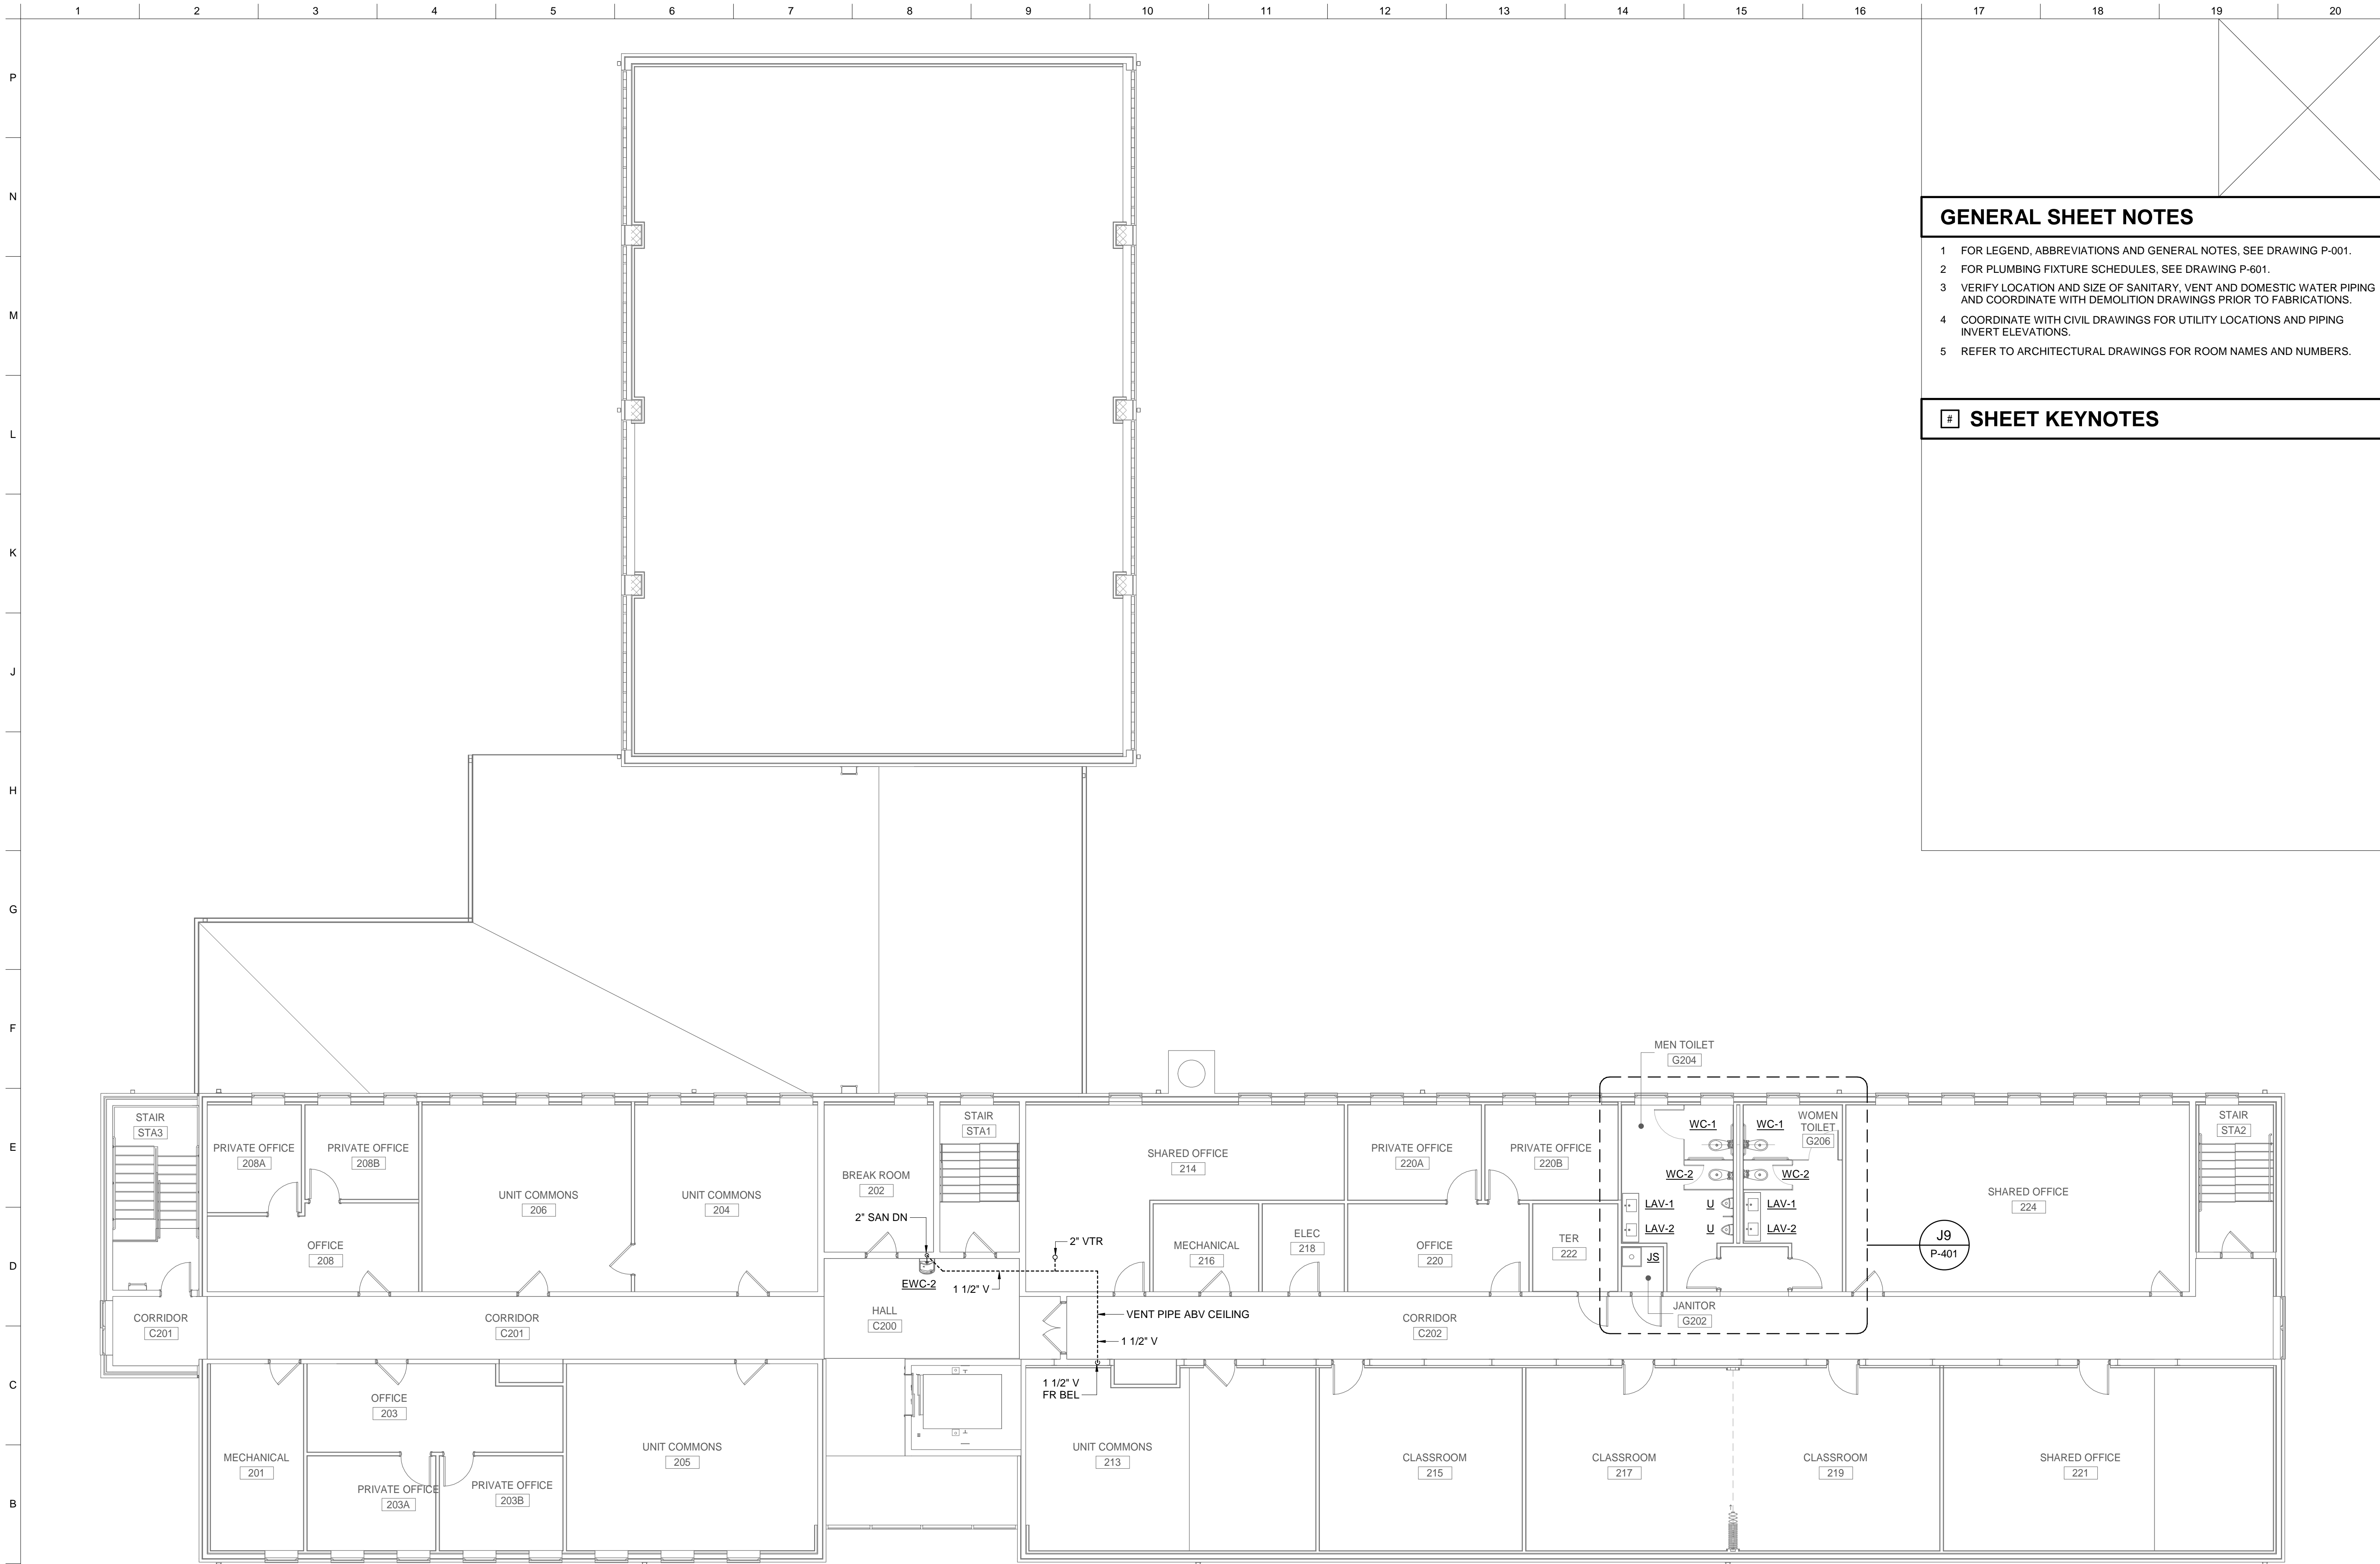 1 2 3 4 5 6 7 8 9 10 11 12 13 14 15 16 17 18 19 20
P
N
M
L
K
J
H
G
F
E
D
C
B
GENERAL SHEET NOTES
1 FOR LEGEND, ABBREVIATIONS AND GENERAL NOTES, SEE DRAWING P-001.
2 FOR PLUMBING FIXTURE SCHEDULES, SEE DRAWING P-601.
3 VERIFY LOCATION AND SIZE OF SANITARY, VENT AND DOMESTIC WATER PIPING
AND COORDINATE WITH DEMOLITION DRAWINGS PRIOR TO FABRICATIONS.
4 COORDINATE WITH CIVIL DRAWINGS FOR UTILITY LOCATIONS AND PIPING
INVERT ELEVATIONS.
5 REFER TO ARCHITECTURAL DRAWINGS FOR ROOM NAMES AND NUMBERS.
# SHEET KEYNOTES
MEN TOILET
G204
STAIR
STA3
PRIVATE OFFICE
208A
PRIVATE OFFICE
208B
UNIT COMMONS
206
UNIT COMMONS
204
BREAK ROOM
202
STAIR
STA1
SHARED OFFICE
214
PRIVATE OFFICE
220A
PRIVATE OFFICE
220B
WC-1
WC-1
WOMEN
TOILET
G206
WC-2
WC-2
LAV-1
U
LAV-1
LAV-2
U
LAV-2
JS
SHARED OFFICE
224
STAIR
STA2
J9
P-401
OFFICE
208
2" SAN DN
EWC-2
1 1/2" V
2" VTR
MECHANICAL
216
ELEC
218
OFFICE
220
TER
222
JANITOR
G202
CORRIDOR
C201
CORRIDOR
C201
HALL
C200
VENT PIPE ABV CEILING
1 1/2" V
CORRIDOR
C202
1 1/2" V
FR BEL
OFFICE
203
MECHANICAL
201
PRIVATE OFFICE
203A
PRIVATE OFFICE
203B
UNIT COMMONS
205
UNIT COMMONS
213
CLASSROOM
215
CLASSROOM
217
CLASSROOM
219
SHARED OFFICE
221